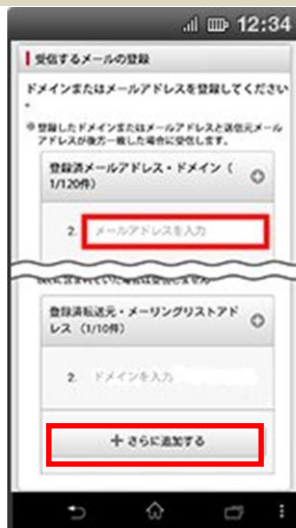 12:34
受信するメールの登録
ドメインまたはメールアドレスを登録してください
。
※登録したドメインまたはメールアドレスと送信元メール
アドレスが後方一致した場合に受信します。
登録済メールアドレス・ドメイン（
1/120件）
2. メールアドレスを入力
登録済転送元・メーリングリストアド
レス （1/10件）
2. ドメインを入力
＋さらに追加する